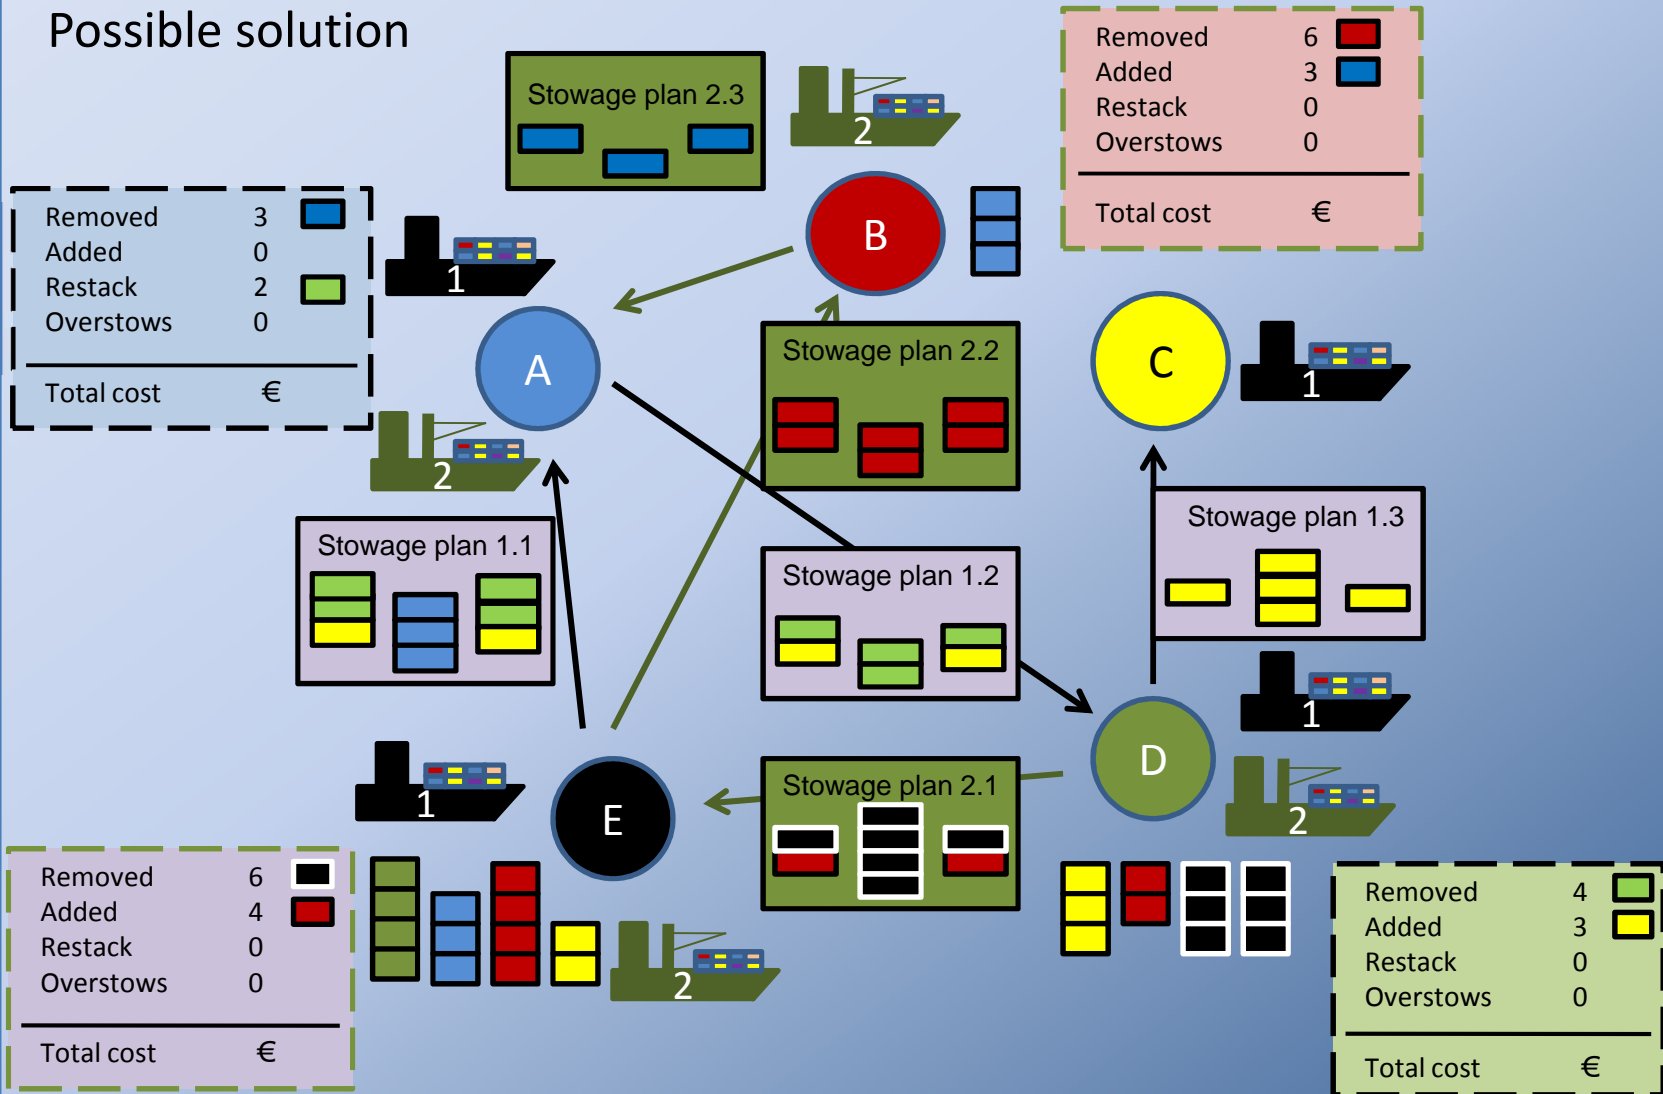 Possible solution
Stowage plan 2.3
2
Removed 6
Added 3
Restack 0
Overstows 0
Total cost €
Removed 3
Added 0
Restack 2
Overstows 0
Total cost €
1
B
A
2
Stowage plan 2.2
C
1
Stowage plan 1.1
Stowage plan 1.2
Stowage plan 1.3
1
D
2
1
E
Stowage plan 2.1
Removed 6
Added 4
Restack 0
Overstows 0
Total cost €
2
Removed 4
Added 3
Restack 0
Overstows 0
Total cost €